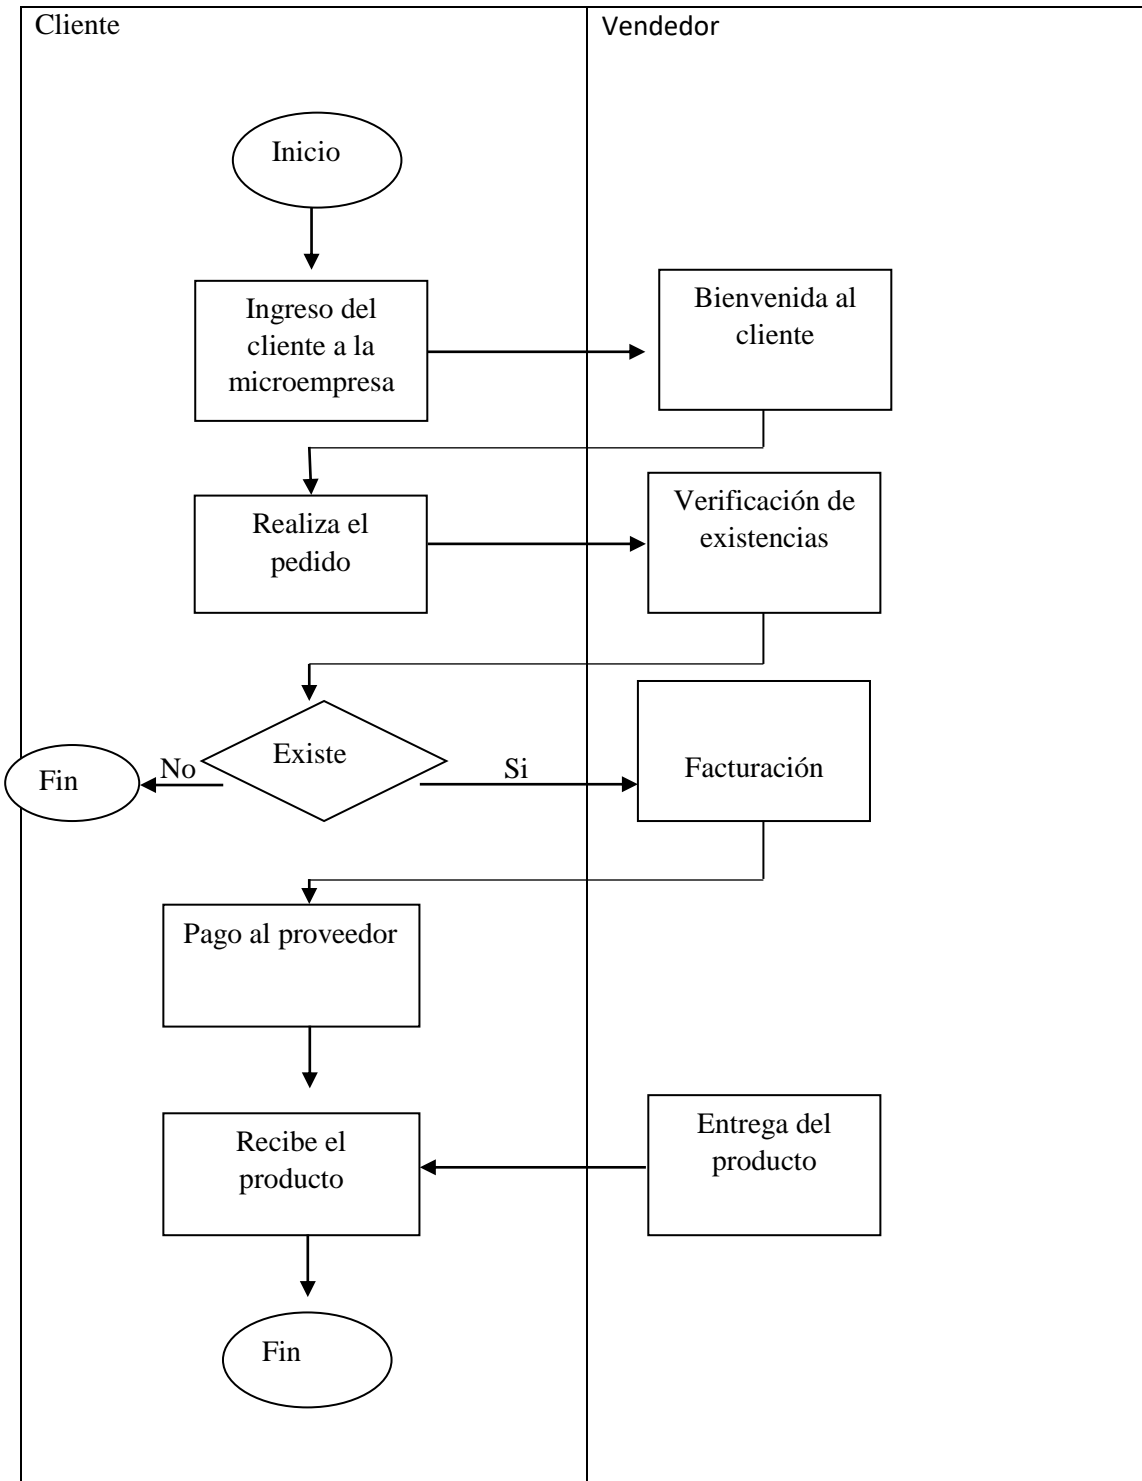 Cliente
Vendedor
Inicio
Ingreso del
cliente a la
microempresa
Bienvenida al
cliente
Realiza el
pedido
Verificación de
existencias
Existe
Fin
No
Si
Facturación
Pago al proveedor
Recibe el
producto
Entrega del
producto
Fin